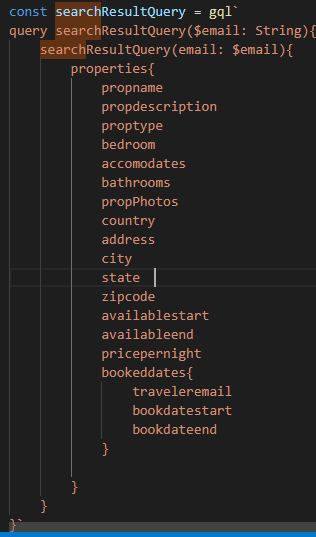 const searchResultQuery = gql`
query searchResultQuery($email: String){
searchResultQuery(email: $email){
properties{
propname
propdescription
proptype
bedroom
accomodates
bathrooms
propPhotos
country
address
city
state
zipcode
availablestart
availableend
pricepernight
bookeddates{
traveleremail
bookdatestart
bookdateend
}
}
}
}`